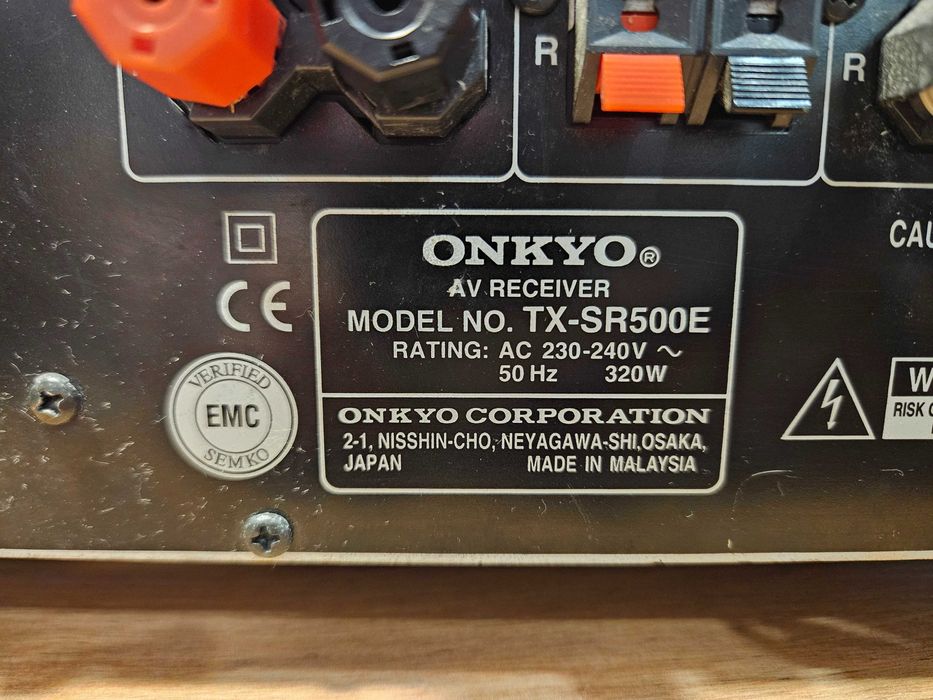 R
R
CAU
ONKYO®
AV RECEIVER
MODEL NO. TX-SR500E
RATING: AC 230-240V ~
50 Hz 320W
ONKYO CORPORATION
2-1, NISSHIN-CHO, NEYAGAWA-SHI, OSAKA,
JAPAN MADE IN MALAYSIA
CE
VERIFIED
EMC
SEMKO
W
RISK O